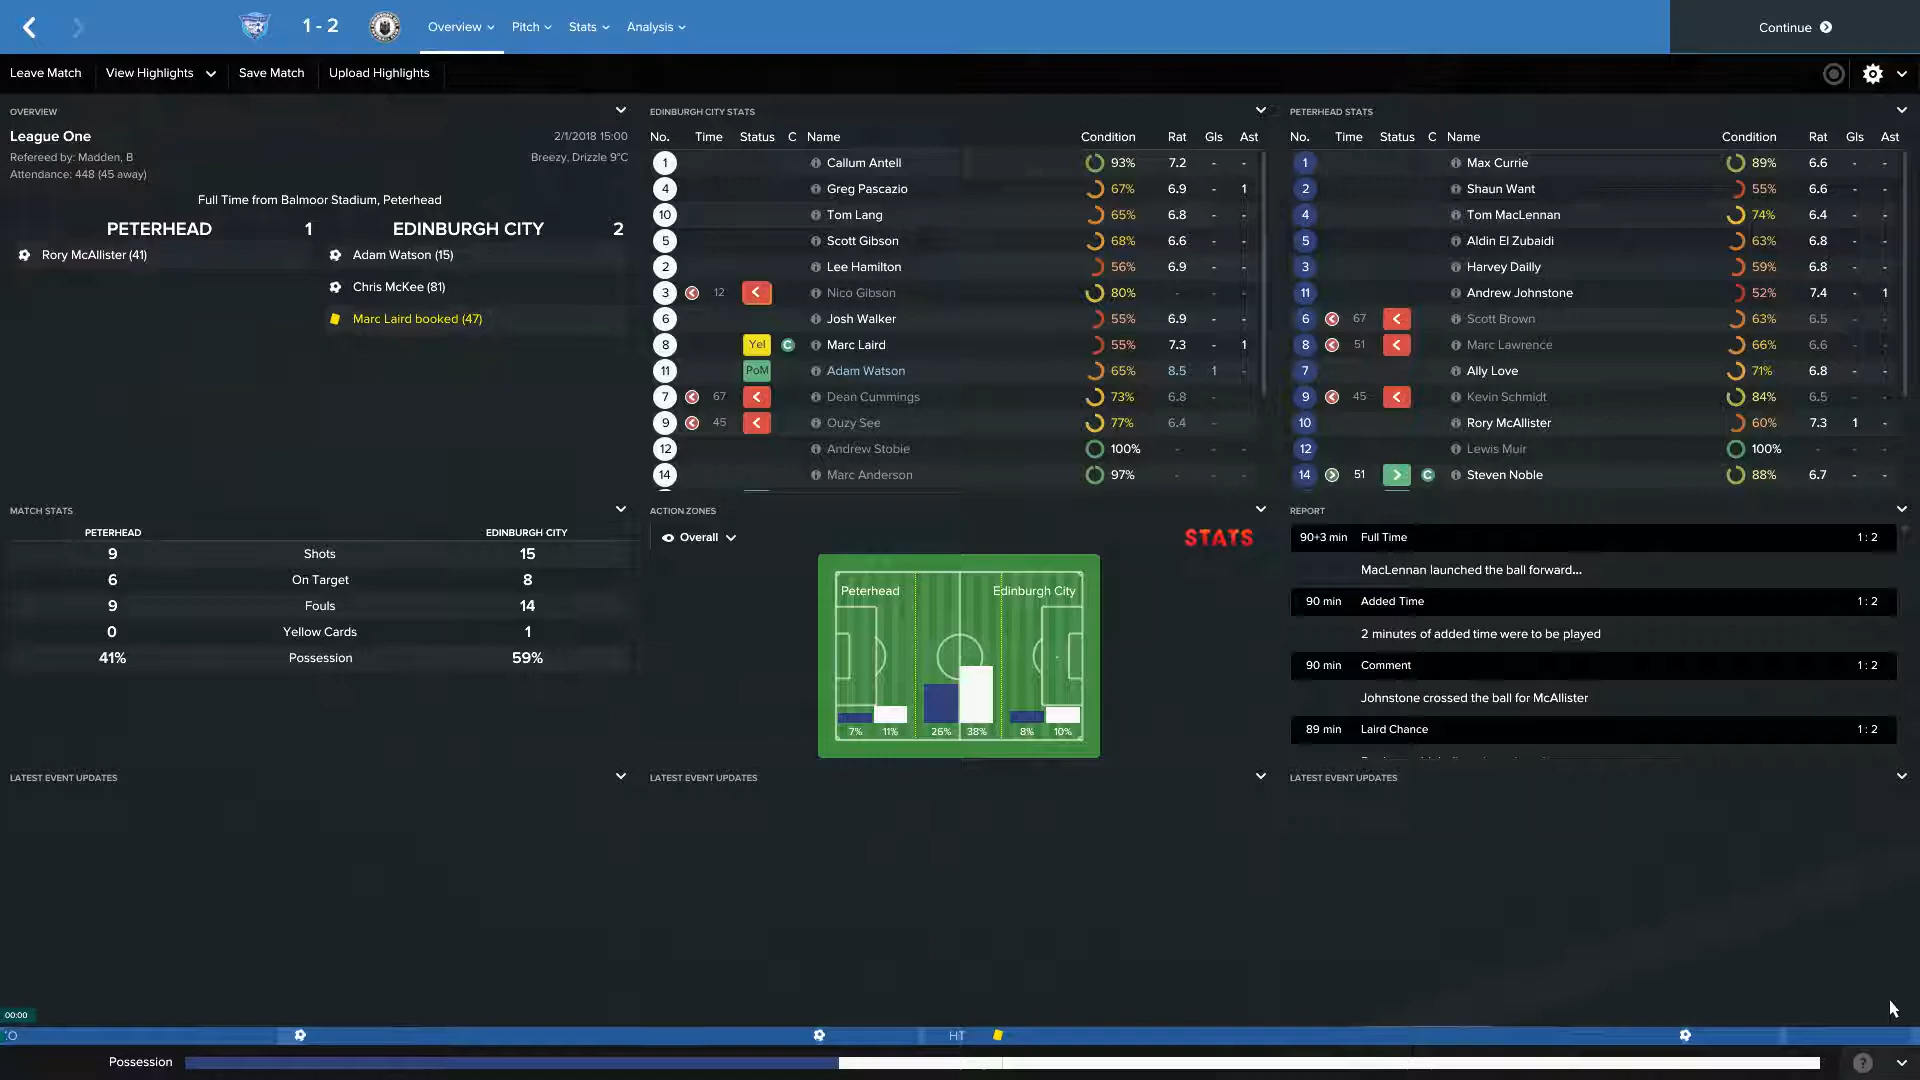 1 - 2 Overview Pitch Stats Analysis Continue
Leave Match View Highlights Save Match Upload Highlights
OVERVIEW
League One 2/1/2018 15:00
Refereed by: Madden, B Breezy, Drizzle 9°C
Attendance: 448 (45 away)
Full Time from Balmoor Stadium, Peterhead
PETERHEAD 1 EDINBURGH CITY 2
Rory McAllister (41) Adam Watson (15)
Chris McKee (81)
Marc Laird booked (47)
EDINBURGH CITY STATS
No. Time Status C Name Condition Rat Gls Ast
1 Callum Antell 93% 7.2 - -
4 Greg Pascazio 67% 6.9 - 1
10 Tom Lang 65% 6.8 - -
5 Scott Gibson 68% 6.6 - -
2 Lee Hamilton 56% 6.9 - -
3 12 Nico Gibson 80% - - -
6 Josh Walker 55% 6.9 - -
8 Yel C Marc Laird 55% 7.3 - 1
11 PoM Adam Watson 65% 8.5 1 -
7 67 Dean Cummings 73% 6.8 - -
9 45 Ouzy See 77% 6.4 - -
12 Andrew Stobie 100% - - -
14 Marc Anderson 97% - - -
PETERHEAD STATS
No. Time Status C Name Condition Rat Gls Ast
1 Max Currie 89% 6.6 - -
2 Shaun Want 55% 6.6 - -
4 Tom MacLennan 74% 6.4 - -
5 Aldin El Zubaidi 63% 6.8 - -
3 Harvey Dailly 59% 6.8 - -
11 Andrew Johnstone 52% 7.4 - 1
6 67 Scott Brown 63% 6.5 - -
8 51 Marc Lawrence 66% 6.6 - -
7 Ally Love 71% 6.8 - -
9 45 Kevin Schmidt 84% 6.5 - -
10 Rory McAllister 60% 7.3 1 -
12 Lewis Muir 100% - - -
14 51 C Steven Noble 88% 6.7 - -
MATCH STATS
PETERHEAD EDINBURGH CITY
9 Shots 15
6 On Target 8
9 Fouls 14
0 Yellow Cards 1
41% Possession 59%
ACTION ZONES
Overall STATS
Peterhead Edinburgh City
7% 11% 26% 38% 8% 10%
REPORT
90+3 min Full Time 1 : 2
MacLennan launched the ball forward...
90 min Added Time 1 : 2
2 minutes of added time were to be played
90 min Comment 1 : 2
Johnstone crossed the ball for McAllister
89 min Laird Chance 1 : 2
LATEST EVENT UPDATES LATEST EVENT UPDATES LATEST EVENT UPDATES
00:00
HT
Possession ?